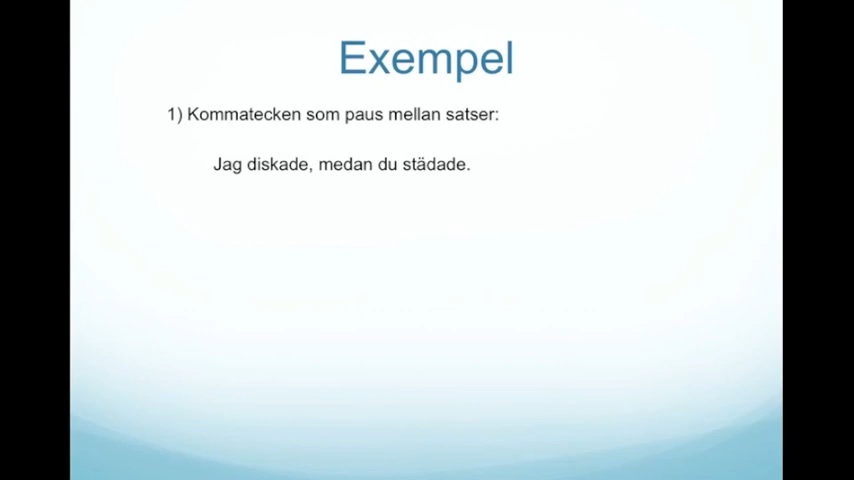 Exempel
1) Kommatecken som paus mellan satser:
Jag diskade, medan du städade.